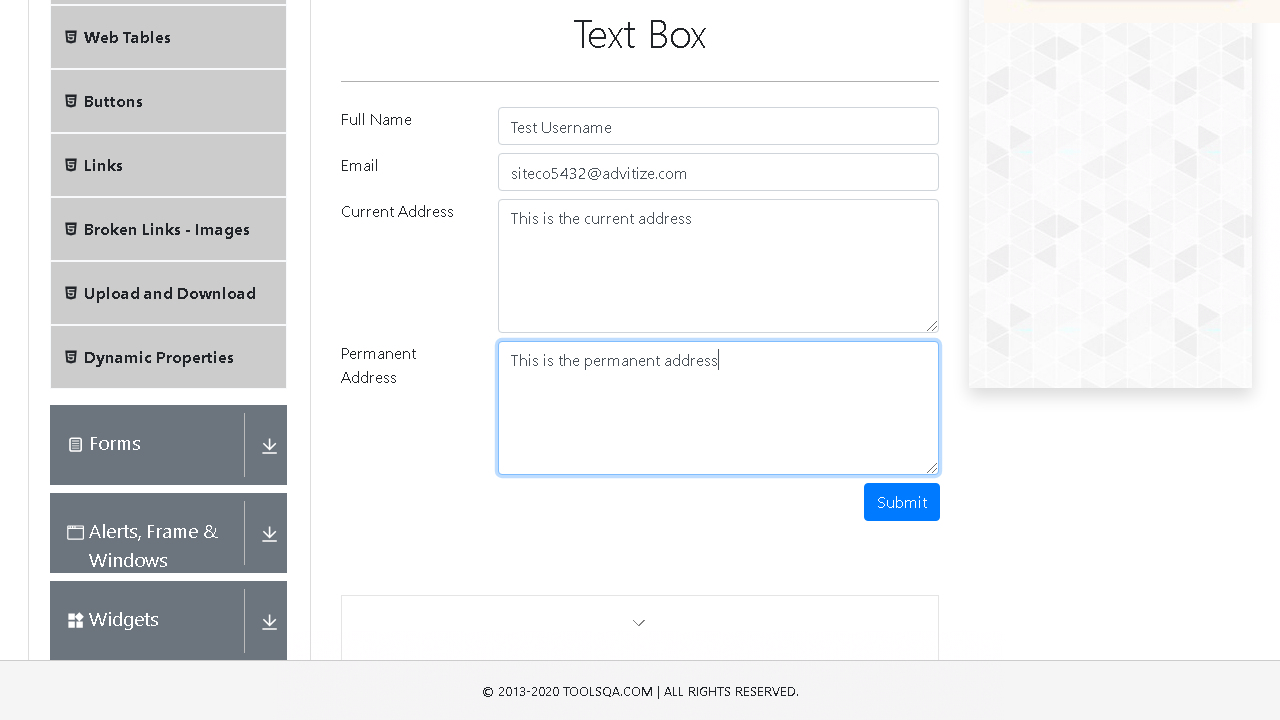 Web Tables
Buttons
Links
Broken Links - Images
Upload and Download
Dynamic Properties
Forms
Alerts, Frame &
Windows
Widgets
Text Box
Full Name
Test Username
Email
siteco5432@advitize.com
Current Address
This is the current address
Permanent
Address
This is the permanent address
Submit
© 2013-2020 TOOLSQA.COM | ALL RIGHTS RESERVED.